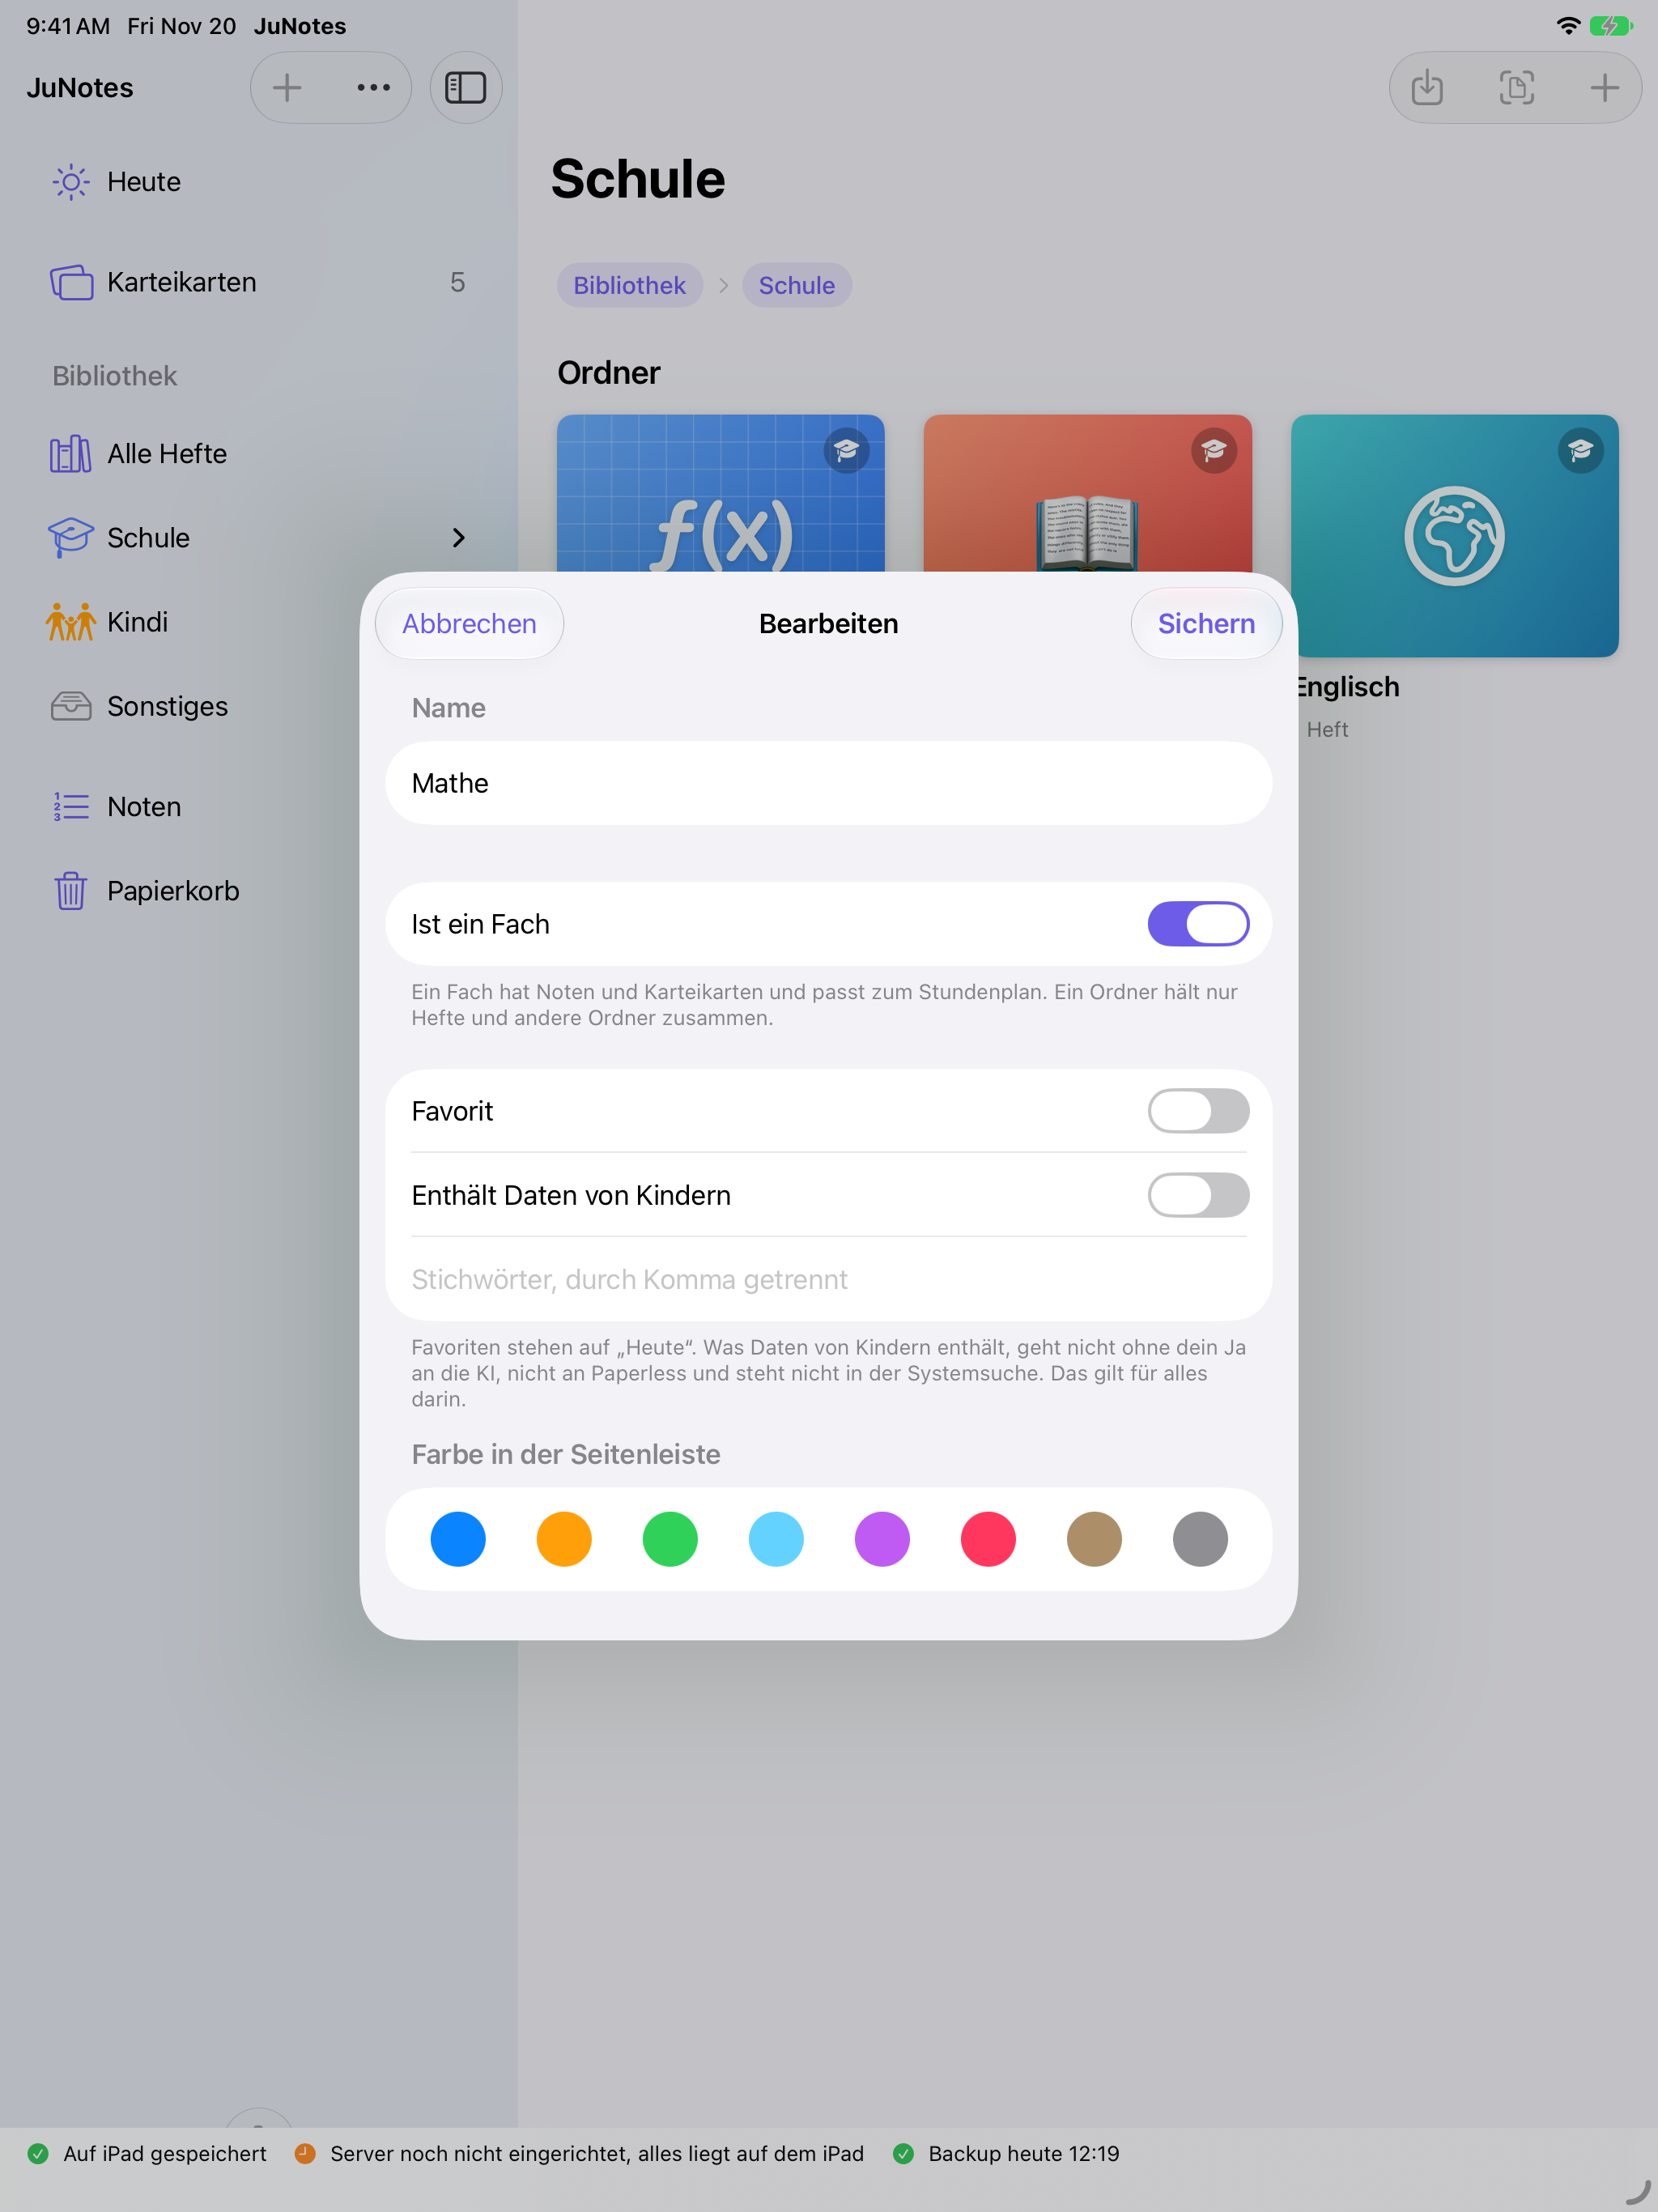 9:41 AM Fri Nov 20 JuNotes
JuNotes
Heute
Karteikarten 5
Bibliothek
Alle Hefte
Schule
Kindi
Sonstiges
Noten
Papierkorb
Schule
Bibliothek > Schule
Ordner
f(x)
Englisch
Heft
Abbrechen Bearbeiten Sichern
Name
Mathe
Ist ein Fach
Ein Fach hat Noten und Karteikarten und passt zum Stundenplan. Ein Ordner hält nur
Hefte und andere Ordner zusammen.
Favorit
Enthält Daten von Kindern
Stichwörter, durch Komma getrennt
Favoriten stehen auf „Heute“. Was Daten von Kindern enthält, geht nicht ohne dein Ja
an die KI, nicht an Paperless und steht nicht in der Systemsuche. Das gilt für alles
darin.
Farbe in der Seitenleiste
Auf iPad gespeichert Server noch nicht eingerichtet, alles liegt auf dem iPad Backup heute 12:19